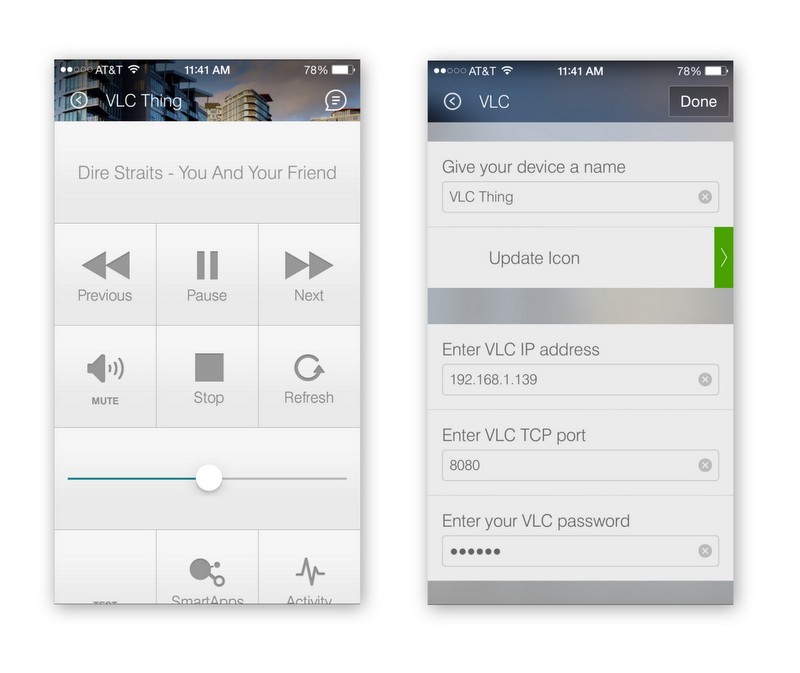 AT&T 11:41 AM 78%
VLC Thing
Dire Straits - You And Your Friend
Previous Pause Next
MUTE Stop Refresh
TEST SmartApps Activity
AT&T 11:41 AM 78%
VLC Done
Give your device a name
VLC Thing
Update Icon
Enter VLC IP address
192.168.1.139
Enter VLC TCP port
8080
Enter your VLC password
••••••